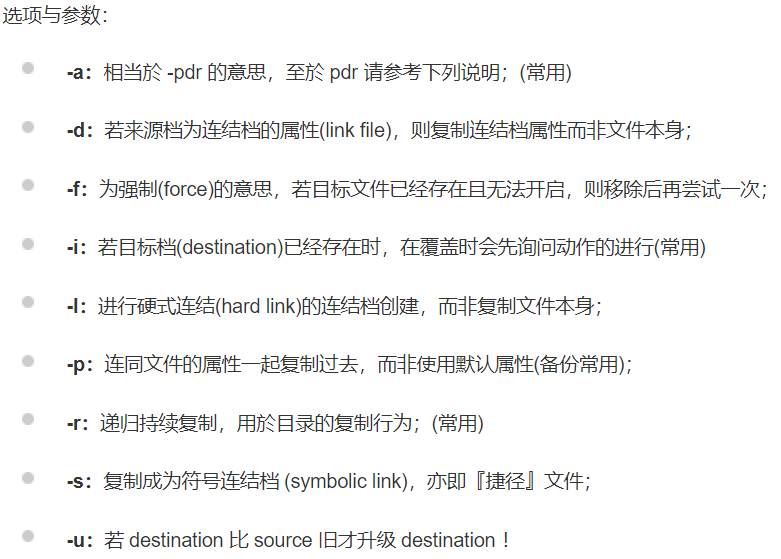 选项与参数：
-a：相当於 -pdr 的意思，至於 pdr 请参考下列说明；(常用)
-d：若来源档为连结档的属性(link file)，则复制连结档属性而非文件本身；
-f：为强制(force)的意思，若目标文件已经存在且无法开启，则移除后再尝试一次；
-i：若目标档(destination)已经存在时，在覆盖时会先询问动作的进行(常用)
-l：进行硬式连结(hard link)的连结档创建，而非复制文件本身；
-p：连同文件的属性一起复制过去，而非使用默认属性(备份常用)；
-r：递归持续复制，用於目录的复制行为；(常用)
-s：复制成为符号连结档 (symbolic link)，亦即『捷径』文件；
-u：若 destination 比 source 旧才升级 destination ！